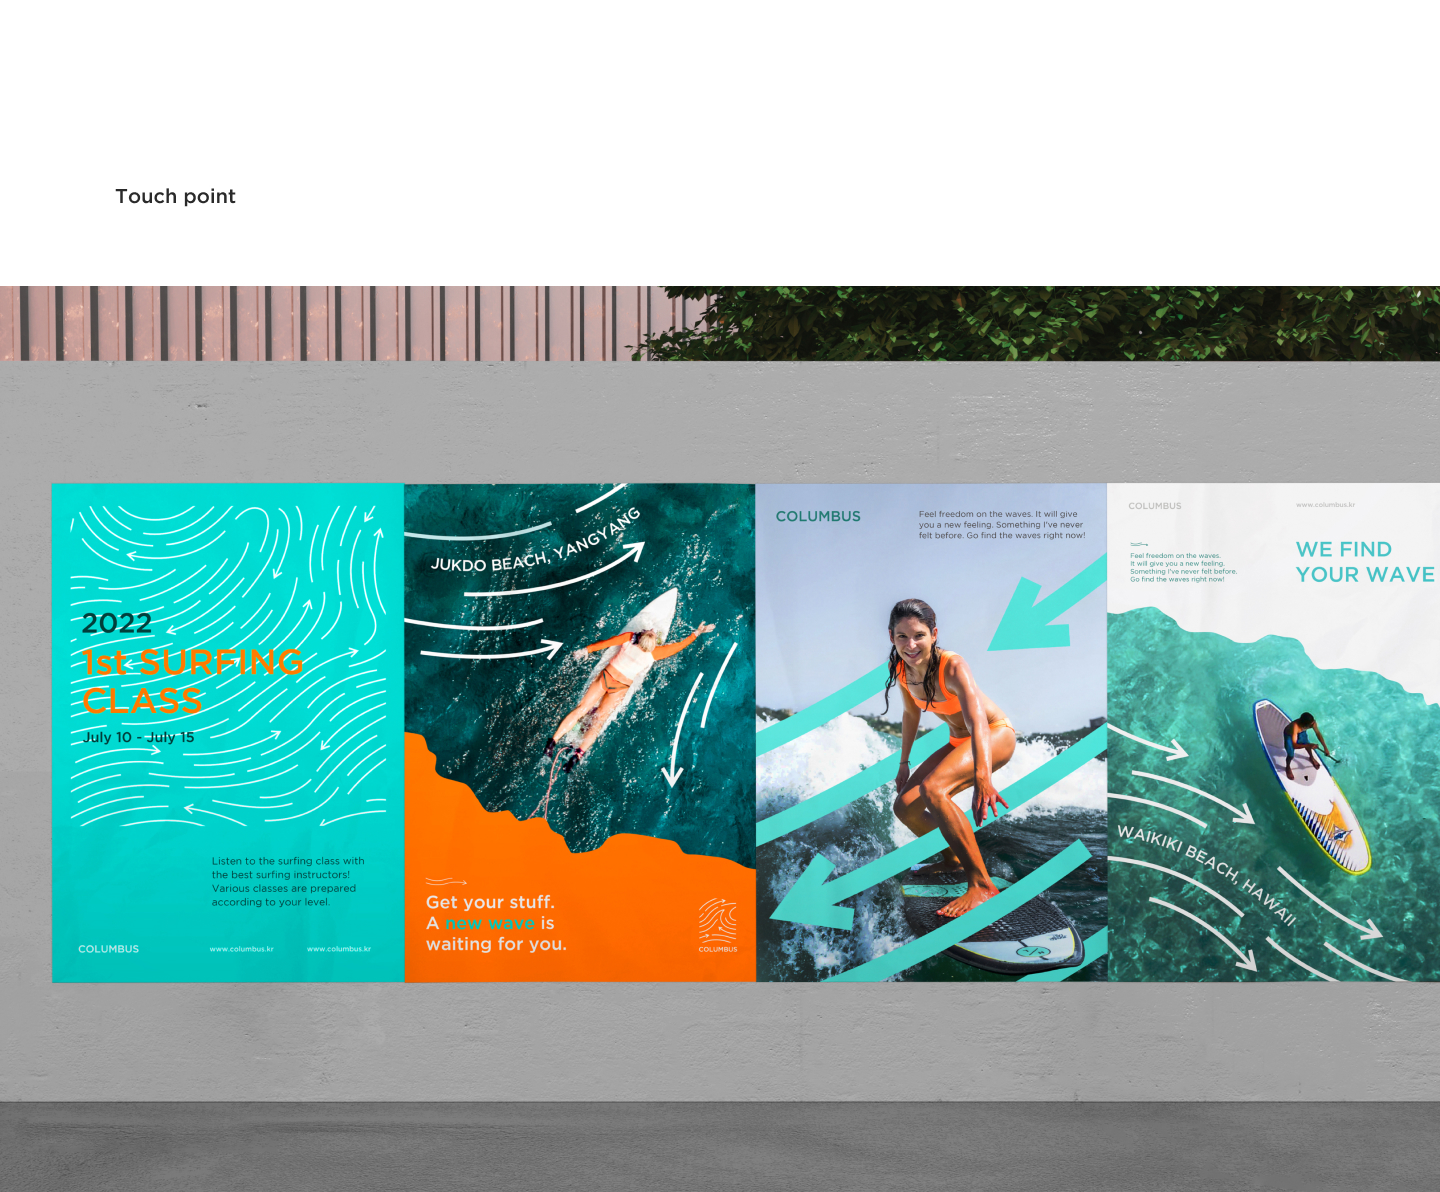 Touch point
2022
1st SURFING
CLASS
July 10 - July 15
Listen to the surfing class with
the best surfing instructors!
Various classes are prepared
according to your level.
COLUMBUS
www.columbus.kr
www.columbus.kr
JUKDO BEACH, YANGYANG
Get your stuff.
A new wave is
waiting for you.
COLUMBUS
COLUMBUS
Feel freedom on the waves. It will give
you a new feeling. Something I've never
felt before. Go find the waves right now!
COLUMBUS
www.columbus.kr
Feel freedom on the waves.
It will give you a new feeling.
Something I've never felt before.
Go find the waves right now!
WE FIND
YOUR WAVE
WAIKIKI BEACH, HAWAII